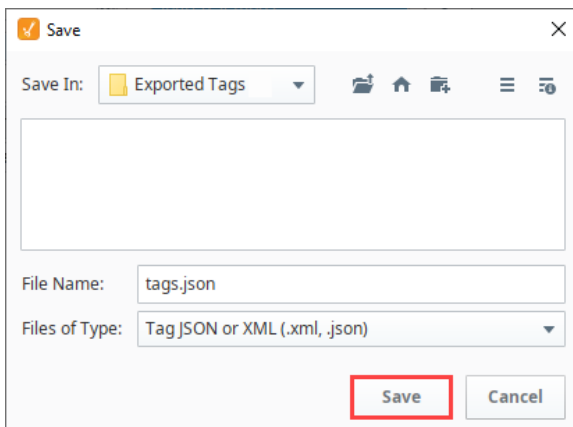 Save
Save In: Exported Tags
File Name: tags.json
Files of Type: Tag JSON or XML (.xml, .json)
Save Cancel